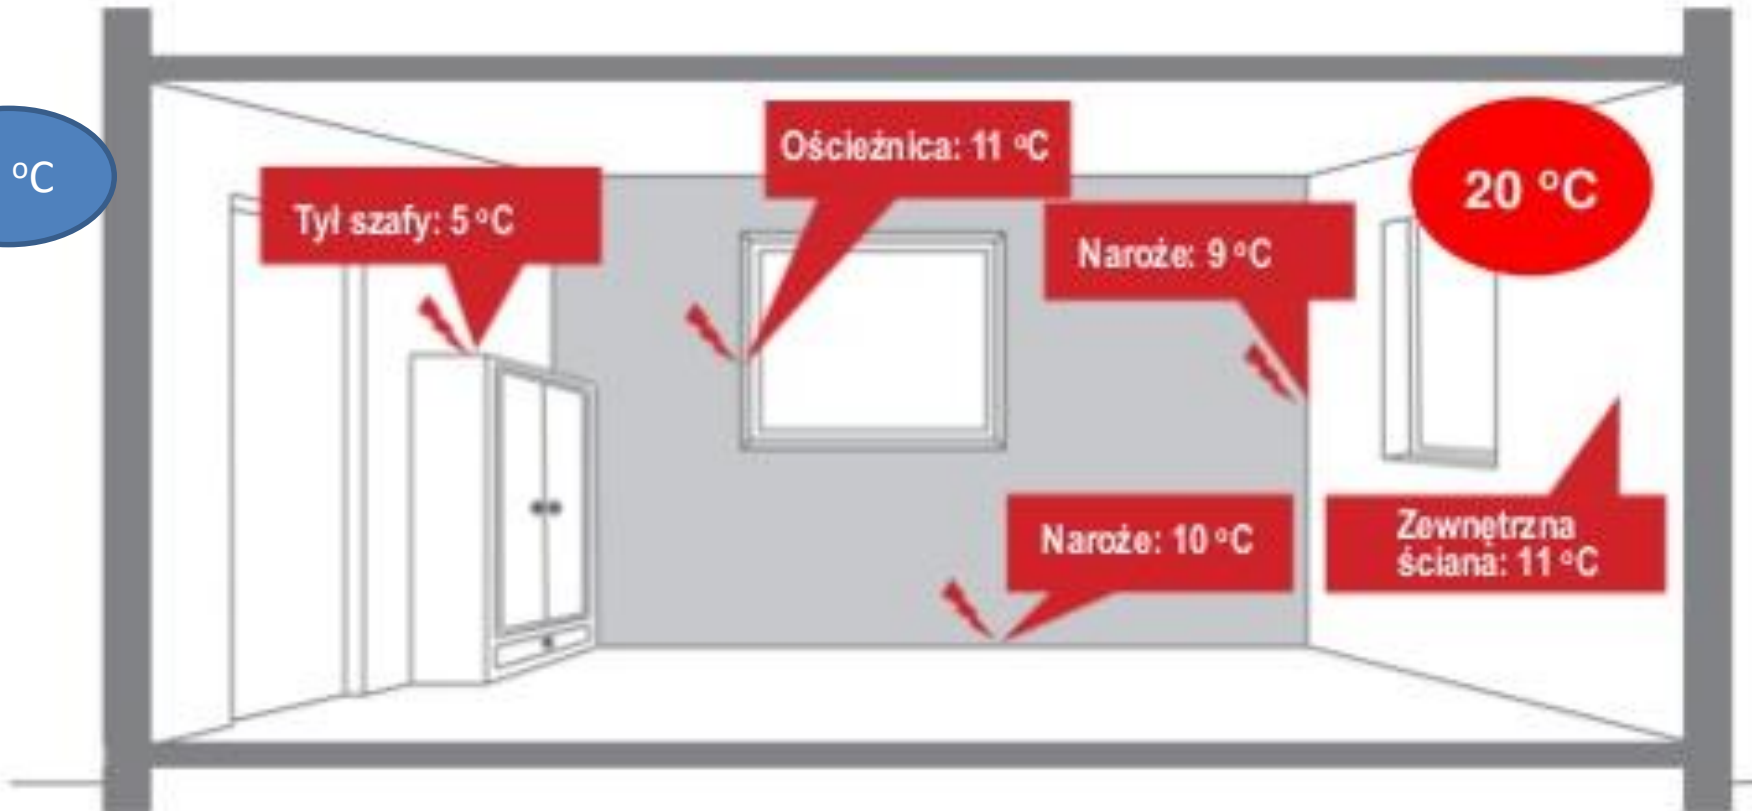 Ościeżnica: 11 °C
°C
Tył szafy: 5 °C
20 °C
Naroże: 9 °C
Naroże: 10 °C
Zewnętrzna
ściana: 11 °C